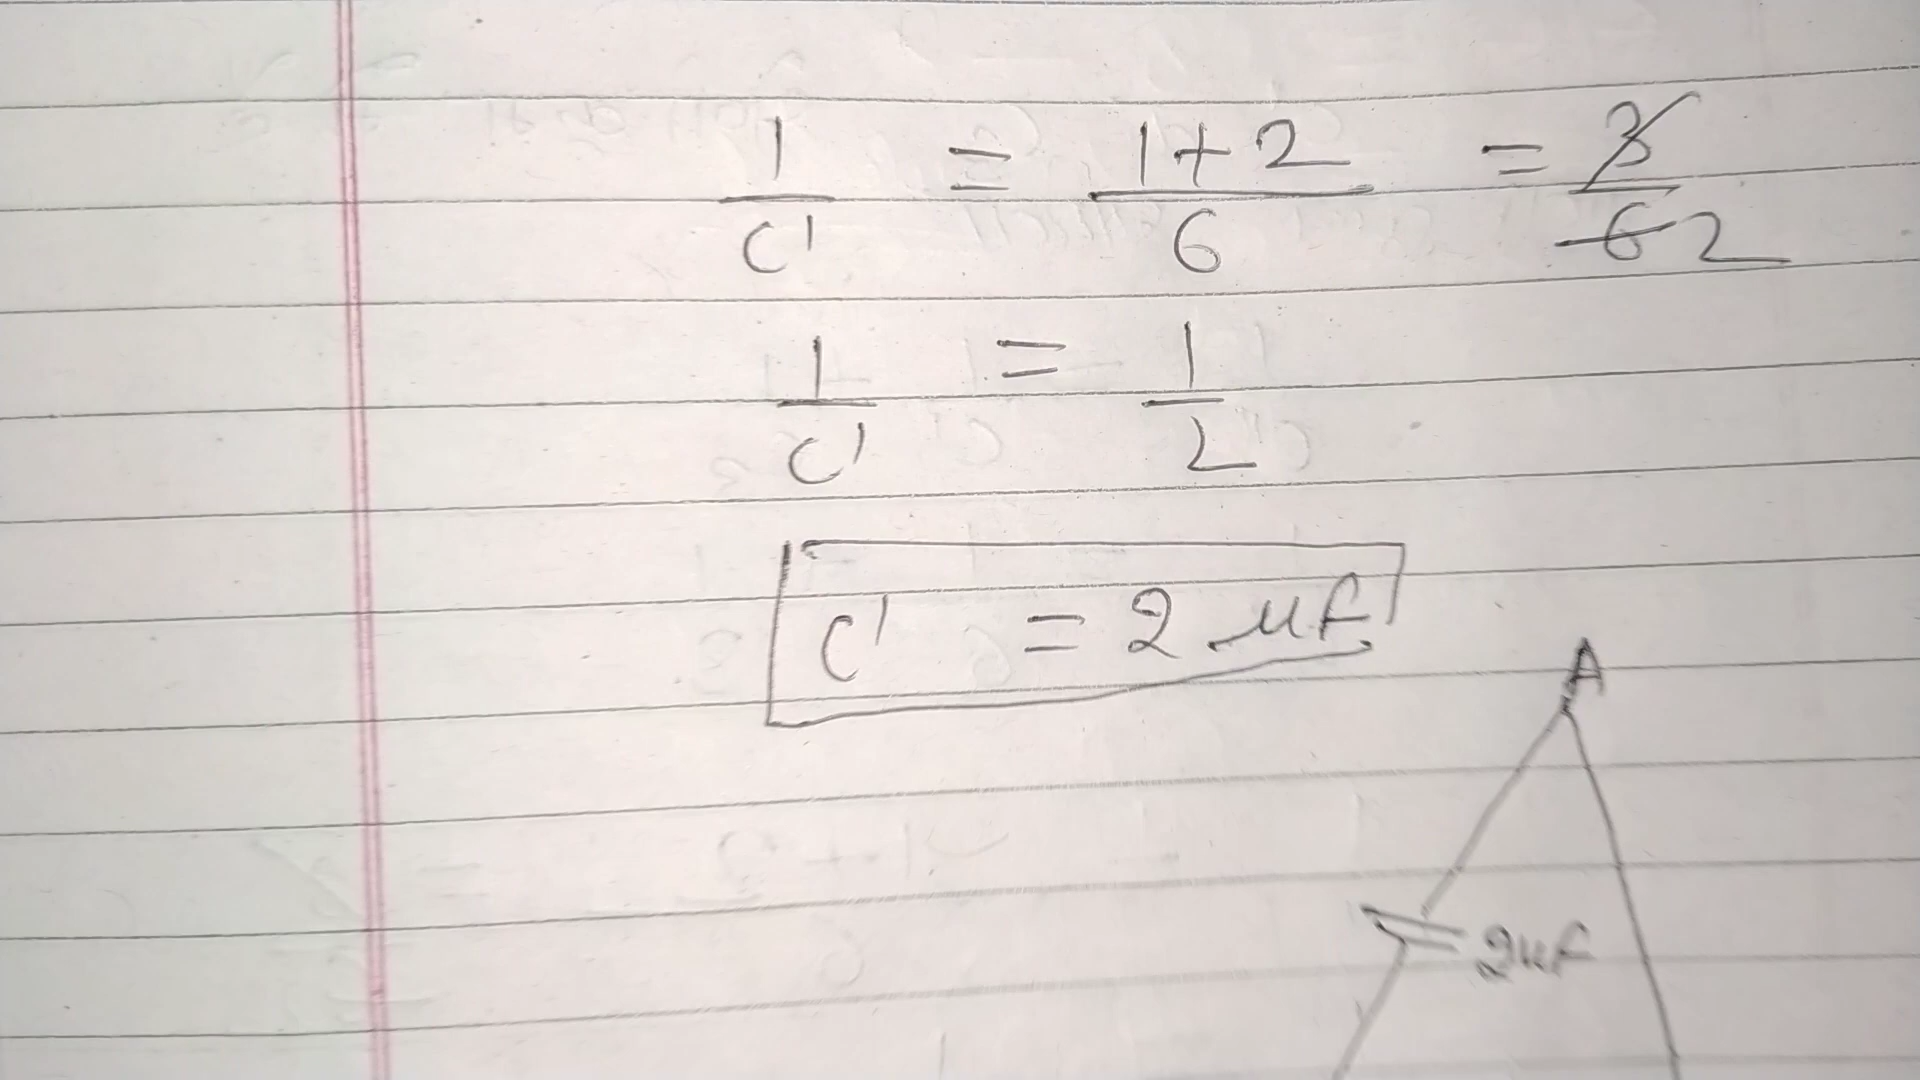 1/C' = 1+2/6 = 3/6 2
1/C' = 1/2
C' = 2 μf
A
2μf